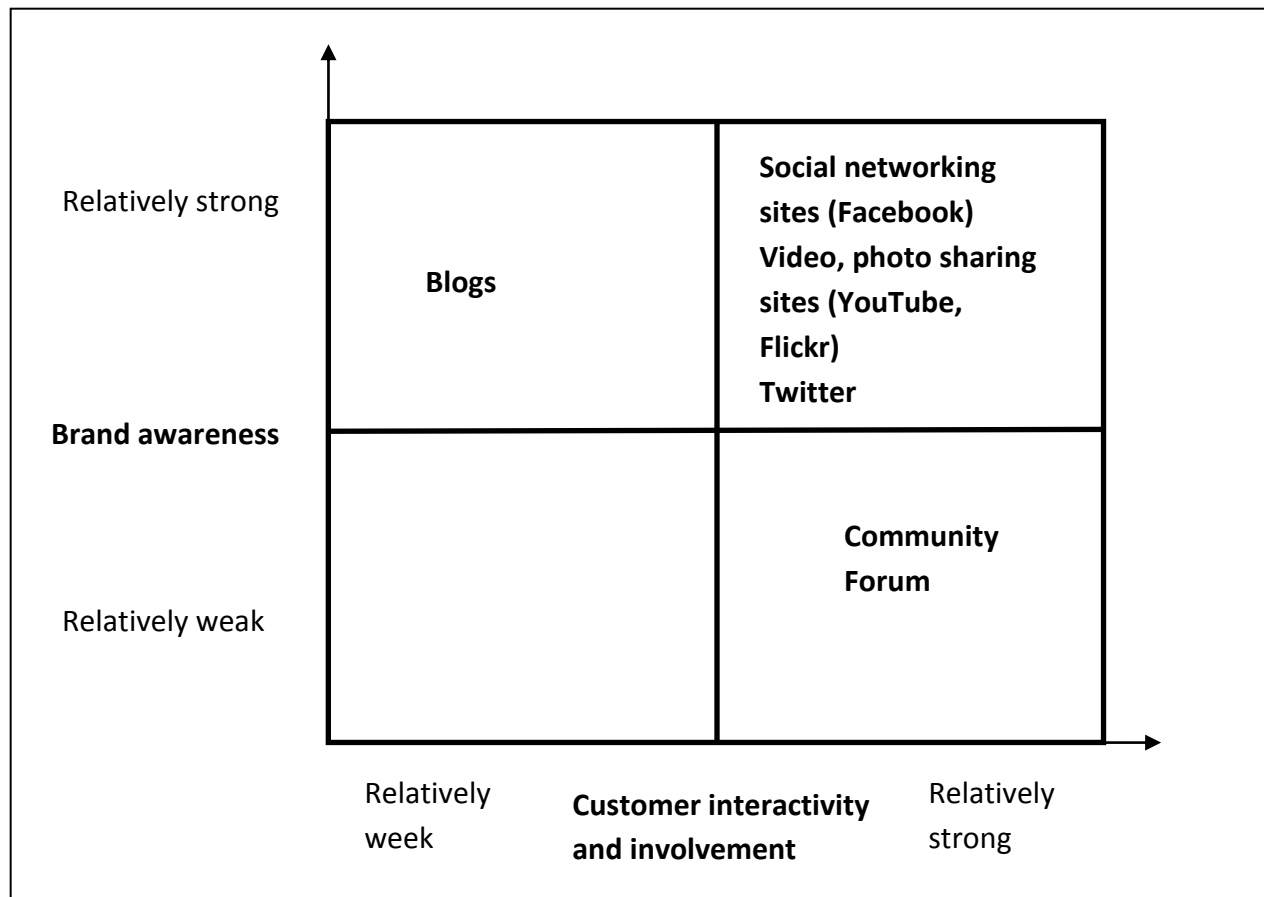 Relatively strong
Blogs
Social networking
sites (Facebook)
Video, photo sharing
sites (YouTube,
Flickr)
Twitter
Brand awareness
Community
Forum
Relatively weak
Relatively
week
Customer interactivity
and involvement
Relatively
strong